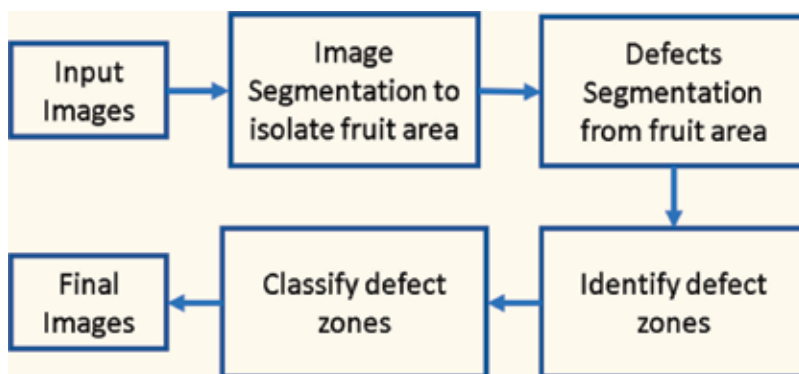 Input
Images
Image
Segmentation to
isolate fruit area
Defects
Segmentation
from fruit area
Identify defect
zones
Classify defect
zones
Final
Images